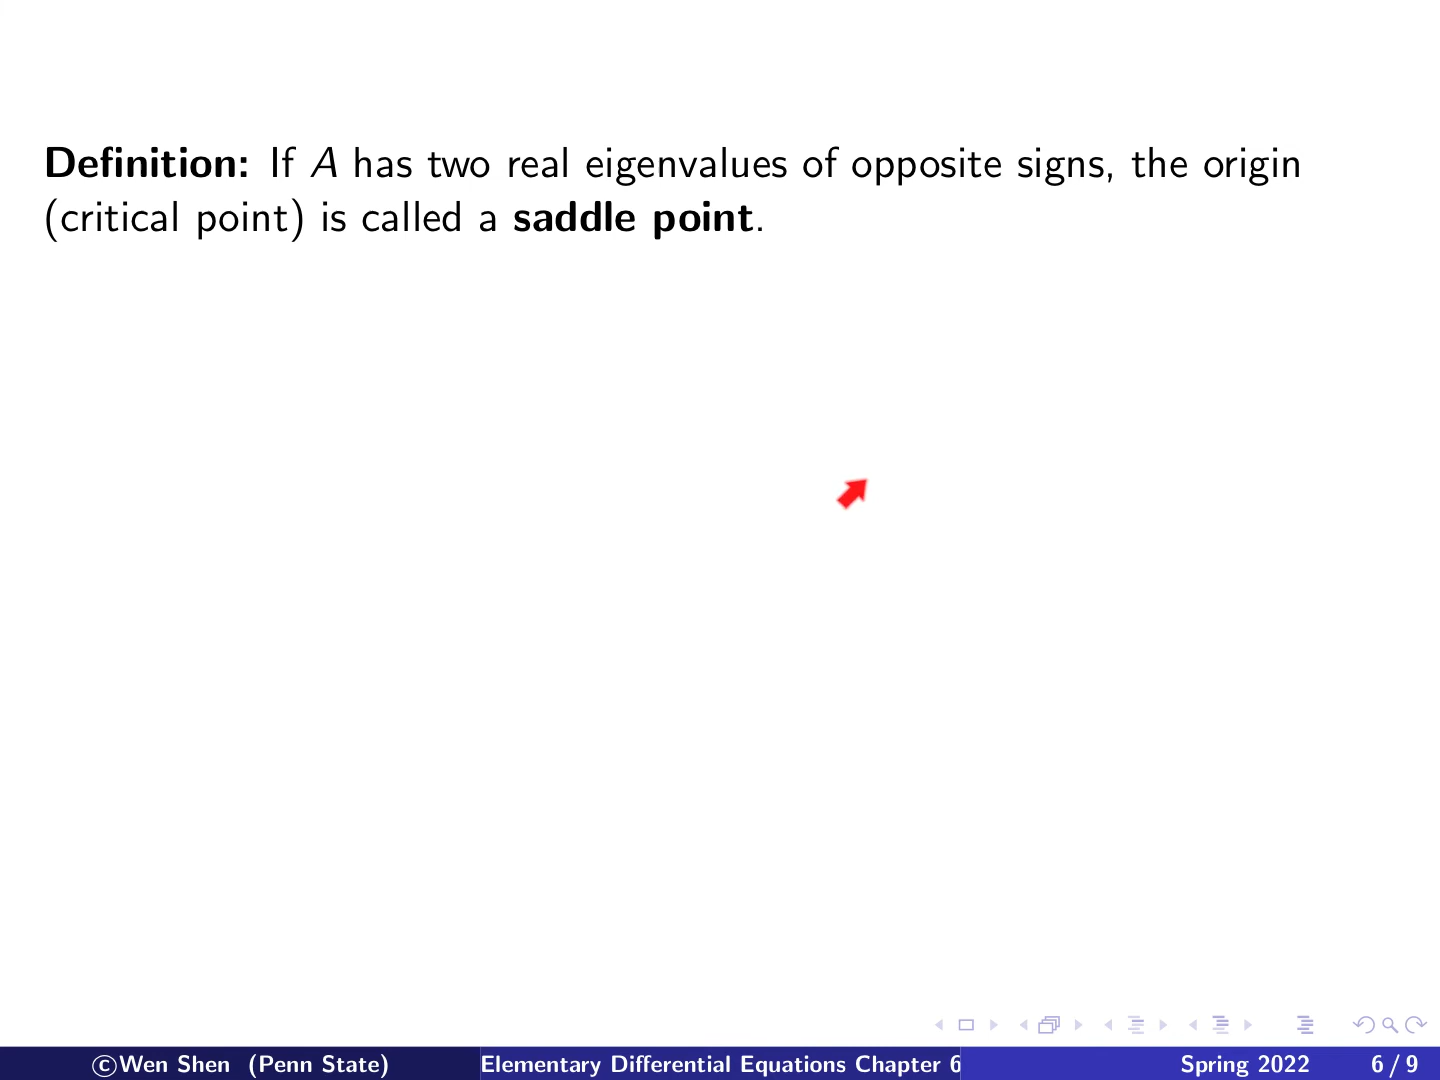 Definition: If A has two real eigenvalues of opposite signs, the origin
(critical point) is called a saddle point.
©Wen Shen (Penn State) Elementary Differential Equations Chapter 6 Spring 2022 6 / 9